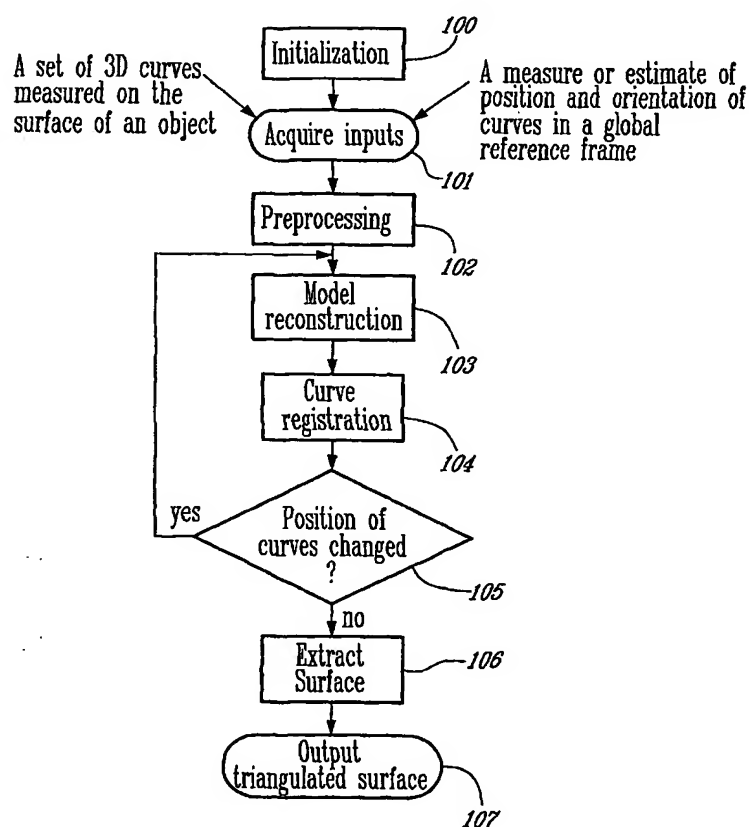 100
Initialization
A set of 3D curves
measured on the
surface of an object
A measure or estimate of
position and orientation of
curves in a global
reference frame
Acquire inputs
101
Preprocessing
102
Model
reconstruction
103
Curve
registration
104
yes
Position of
curves changed
?
105
no
Extract
Surface
106
Output
triangulated surface
107